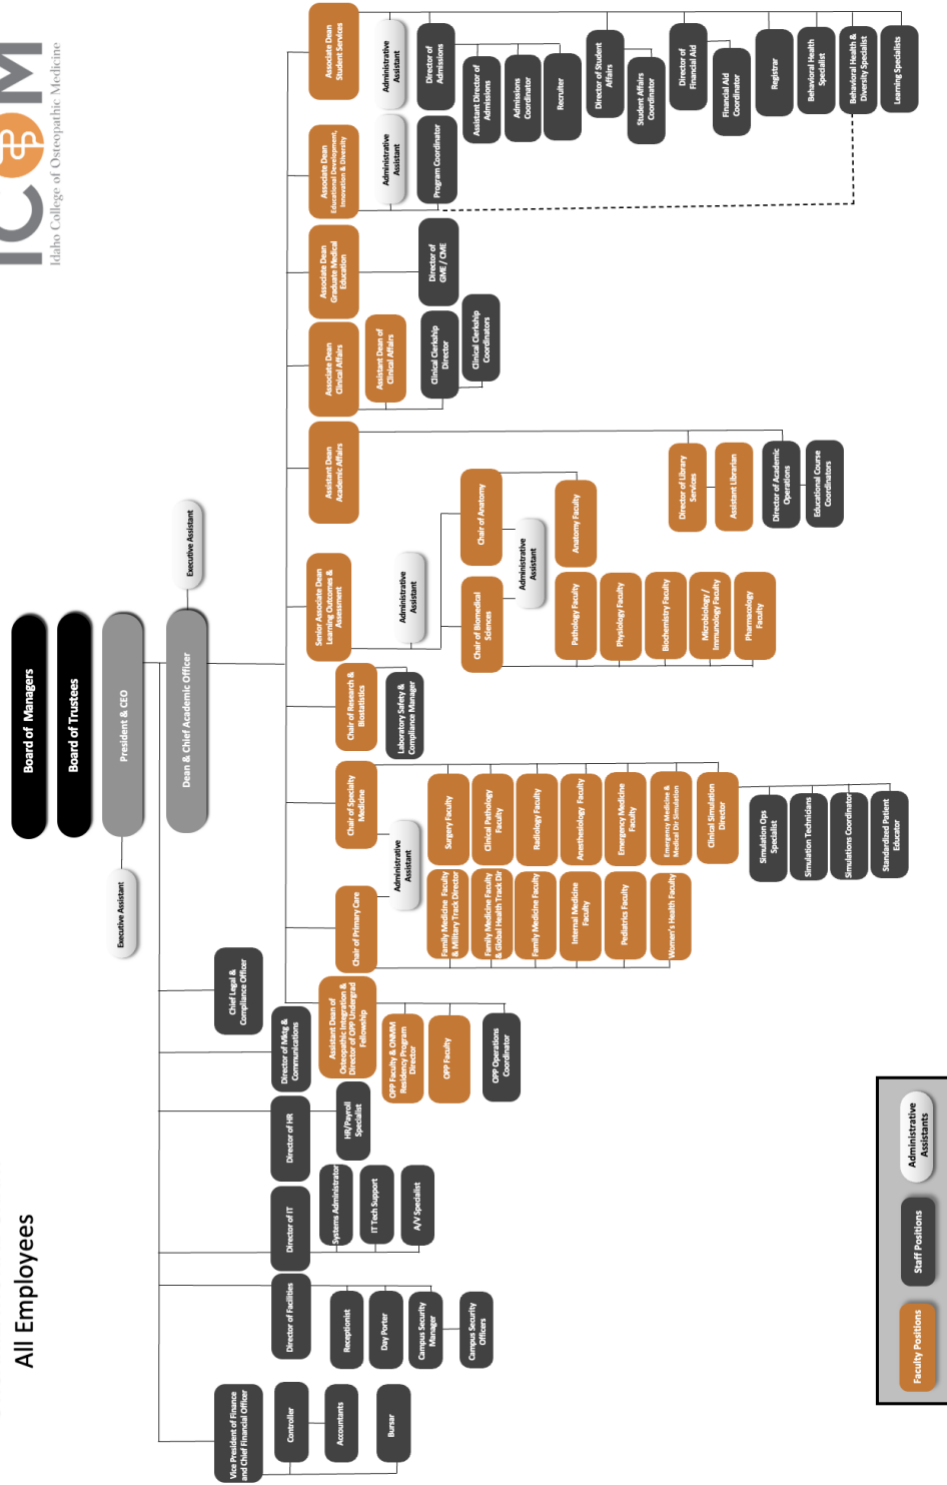 All Employees
ICOM
Idaho College of Osteopathic Medicine
Board of Managers
Board of Trustees
President & CEO
Executive Assistant
Dean & Chief Academic Officer
Executive Assistant
Vice President of Finance
and Chief Financial Officer
Controller
Accountants
Bursar
Director of Facilities
Receptionist
Day Porter
Campus Security
Manager
Campus Security
Officers
Director of IT
Systems Administrator
IT Tech Support
A/V Specialist
Director of HR
HR/Payroll
Specialist
Director of Mktg &
Communications
Chief Legal &
Compliance Officer
Assistant Dean of
Osteopathic Integration &
Director of OPP Undergrad
Fellowship
OPP Faculty & ONMM
Residency Program
Director
OPP Faculty
OPP Operations
Coordinator
Chair of Primary Care
Administrative
Assistant
Family Medicine Faculty
& Military Track Director
Family Medicine Faculty
& Global Health Track Dir
Family Medicine Faculty
Internal Medicine
Faculty
Pediatrics Faculty
Women's Health Faculty
Chair of Specialty
Medicine
Surgery Faculty
Clinical Pathology
Faculty
Radiology Faculty
Anesthesiology Faculty
Emergency Medicine
Faculty
Emergency Medicine &
Medical Dir Simulation
Clinical Simulation
Director
Simulation Ops
Specialist
Simulation Technicians
Simulations Coordinator
Standardized Patient
Educator
Chair of Research &
Biostatistics
Laboratory Safety &
Compliance Manager
Senior Associate Dean
Learning Outcomes &
Assessment
Administrative
Assistant
Chair of Biomedical
Sciences
Administrative
Assistant
Pathology Faculty
Physiology Faculty
Biochemistry Faculty
Microbiology /
Immunology Faculty
Pharmacology
Faculty
Chair of Anatomy
Anatomy Faculty
Assistant Dean
Academic Affairs
Director of Library
Services
Assistant Librarian
Director of Academic
Operations
Educational Course
Coordinators
Associate Dean
Clinical Affairs
Assistant Dean of
Clinical Affairs
Clinical Clerkship
Director
Clinical Clerkship
Coordinators
Associate Dean
Graduate Medical
Education
Director of
GME / CME
Associate Dean
Educational Development,
Innovation & Diversity
Administrative
Assistant
Program Coordinator
Associate Dean
Student Services
Administrative
Assistant
Director of
Admissions
Assistant Director of
Admissions
Admissions
Coordinator
Recruiter
Director of Student
Affairs
Student Affairs
Coordinator
Director of
Financial Aid
Financial Aid
Coordinator
Registrar
Behavioral Health
Specialist
Behavioral Health &
Diversity Specialist
Learning Specialists
Faculty Positions
Staff Positions
Administrative
Assistants